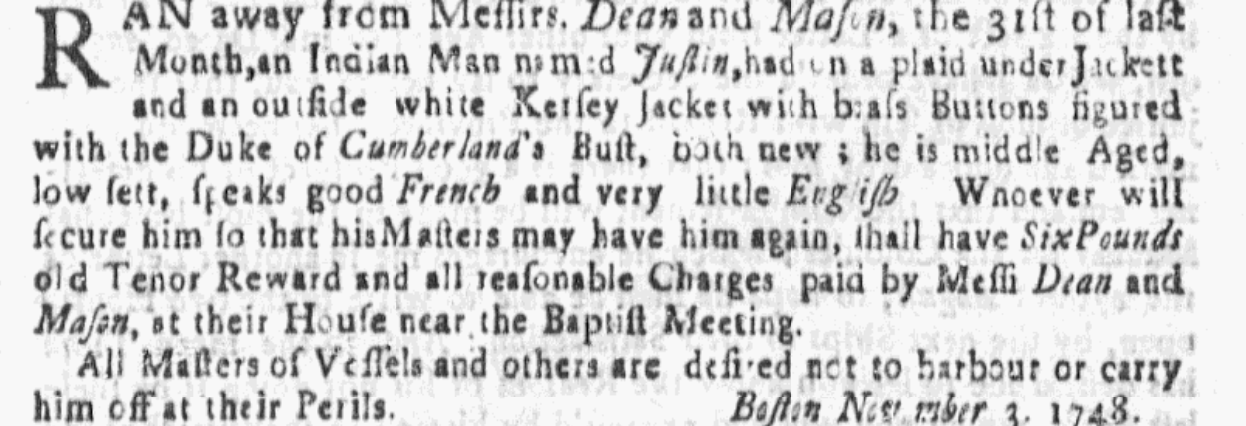 RAN away from Meſſirs. Dean and Maſon, the 31ſt of laſt
Month, an Indian Man named Juſtin, had on a plaid under Jackett
and an outſide white Kerſey Jacket with braſs Buttons figured
with the Duke of Cumberland's Buſt, both new ; he is middle Aged,
low ſett, ſpeaks good French and very little Engliſh Whoever will
ſecure him ſo that his Maſters may have him again, ſhall have Six Pounds
old Tenor Reward and all reaſonable Charges paid by Meſſi Dean and
Maſon, at their Houſe near the Baptiſt Meeting.
All Maſters of Veſſels and others are deſired not to harbour or carry
him off at their Perils. Boſton November 3. 1748.